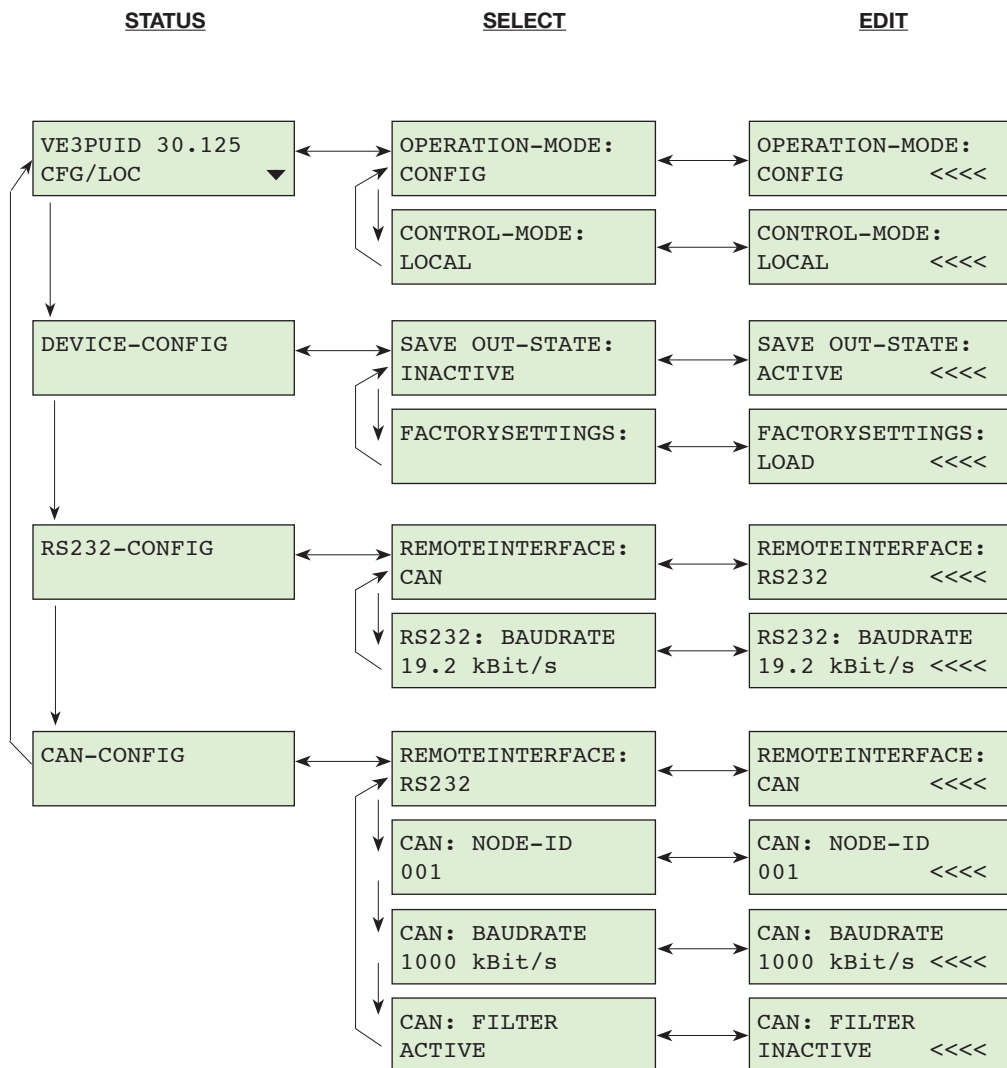 STATUS SELECT EDIT
VE3PUID 30.125
CFG/LOC
OPERATION-MODE:
CONFIG
OPERATION-MODE:
CONFIG <<<<
CONTROL-MODE:
LOCAL
CONTROL-MODE:
LOCAL <<<<
DEVICE-CONFIG
SAVE OUT-STATE:
INACTIVE
SAVE OUT-STATE:
ACTIVE <<<<
FACTORYSETTINGS:
FACTORYSETTINGS:
LOAD <<<<
RS232-CONFIG
REMOTEINTERFACE:
CAN
REMOTEINTERFACE:
RS232 <<<<
RS232: BAUDRATE
19.2 kBit/s
RS232: BAUDRATE
19.2 kBit/s <<<<
CAN-CONFIG
REMOTEINTERFACE:
RS232
REMOTEINTERFACE:
CAN <<<<
CAN: NODE-ID
001
CAN: NODE-ID
001 <<<<
CAN: BAUDRATE
1000 kBit/s
CAN: BAUDRATE
1000 kBit/s <<<<
CAN: FILTER
ACTIVE
CAN: FILTER
INACTIVE <<<<